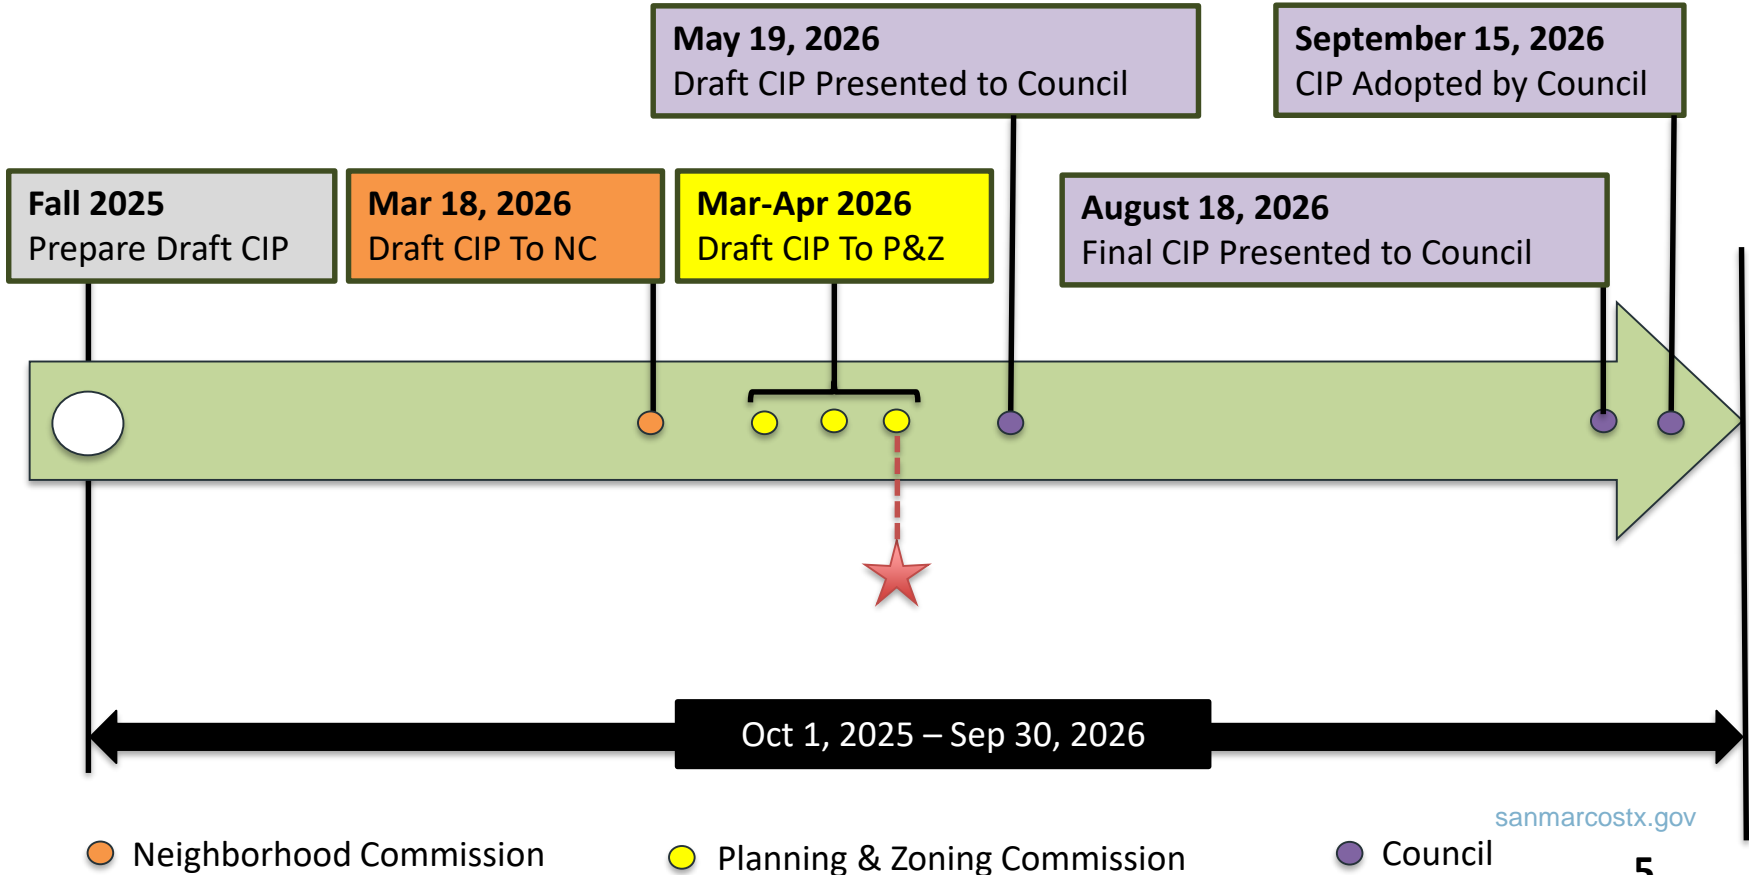 May 19, 2026
Draft CIP Presented to Council
September 15, 2026
CIP Adopted by Council
Fall 2025
Prepare Draft CIP
Mar 18, 2026
Draft CIP To NC
Mar-Apr 2026
Draft CIP To P&Z
August 18, 2026
Final CIP Presented to Council
Oct 1, 2025 – Sep 30, 2026
sanmarcostx.gov
Neighborhood Commission
Planning & Zoning Commission
Council
5